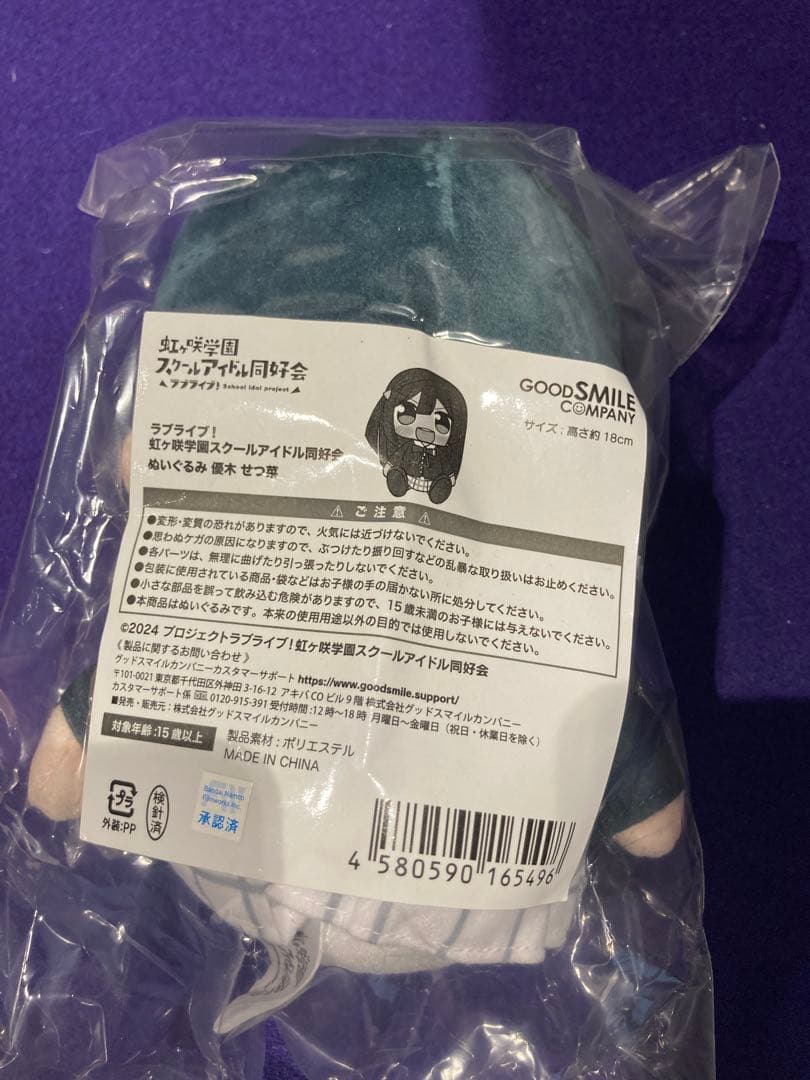 虹ヶ咲学園
スクールアイドル同好会
ラブライブ! School idol project
GOOD SMILE
COMPANY
サイズ:高さ約 18cm
ラブライブ!
虹ヶ咲学園スクールアイドル同好会
ぬいぐるみ 優木 せつ菜
⚠ ご 注 意 ⚠
●変形・変質の恐れがありますので、火気には近づけないでください。
●思わぬケガの原因になりますので、ぶつけたり振り回すなどの乱暴な取り扱いはお止めください。
●各パーツは、無理に曲げたり引っ張ったりしないでください。
●包装に使用されている商品・袋などはお子様の手の届かない所に処分してください。
●小さな部品を誤って飲み込む危険がありますので、15歳未満のお子様には与えないでください。
●本商品はぬいぐるみです。本来の使用用途以外の目的では使用しないでください。
©2024 プロジェクトラブライブ!虹ヶ咲学園スクールアイドル同好会
《製品に関するお問い合わせ》
グッドスマイルカンパニーカスタマーサポート https://www.goodsmile.support/
〒101-0021 東京都千代田区外神田 3-16-12 アキバCOビル9階 株式会社グッドスマイルカンパニー
カスタマーサポート係 0120-915-391 受付時間:12時～18時 月曜日～金曜日(祝日・休業日を除く)
■発売・販売元:株式会社グッドスマイルカンパニー
対象年齢:15歳以上
製品素材:ポリエステル
MADE IN CHINA
プラ
外装:PP
検針済
Bandai Namco
Filmworks Inc.
承認済
4 580590 165496